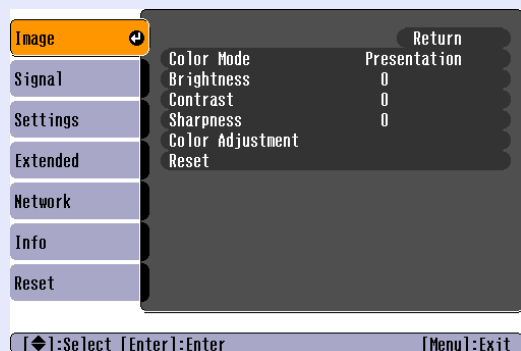 Image
Signal
Settings
Extended
Network
Info
Reset
Return
Color Mode Presentation
Brightness 0
Contrast 0
Sharpness 0
Color Adjustment
Reset
[◆]:Select [Enter]:Enter [Menu]:Exit